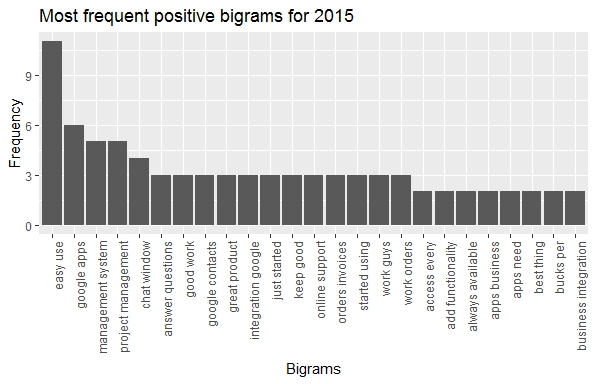 Most frequent positive bigrams for 2015
Frequency
9
6
3
0
easy use
google apps
management system
project management
chat window
answer questions
good work
google contacts
great product
integration google
just started
keep good
online support
orders invoices
started using
work guys
work orders
access every
add functionality
always available
apps business
apps need
best thing
bucks per
business integration
Bigrams